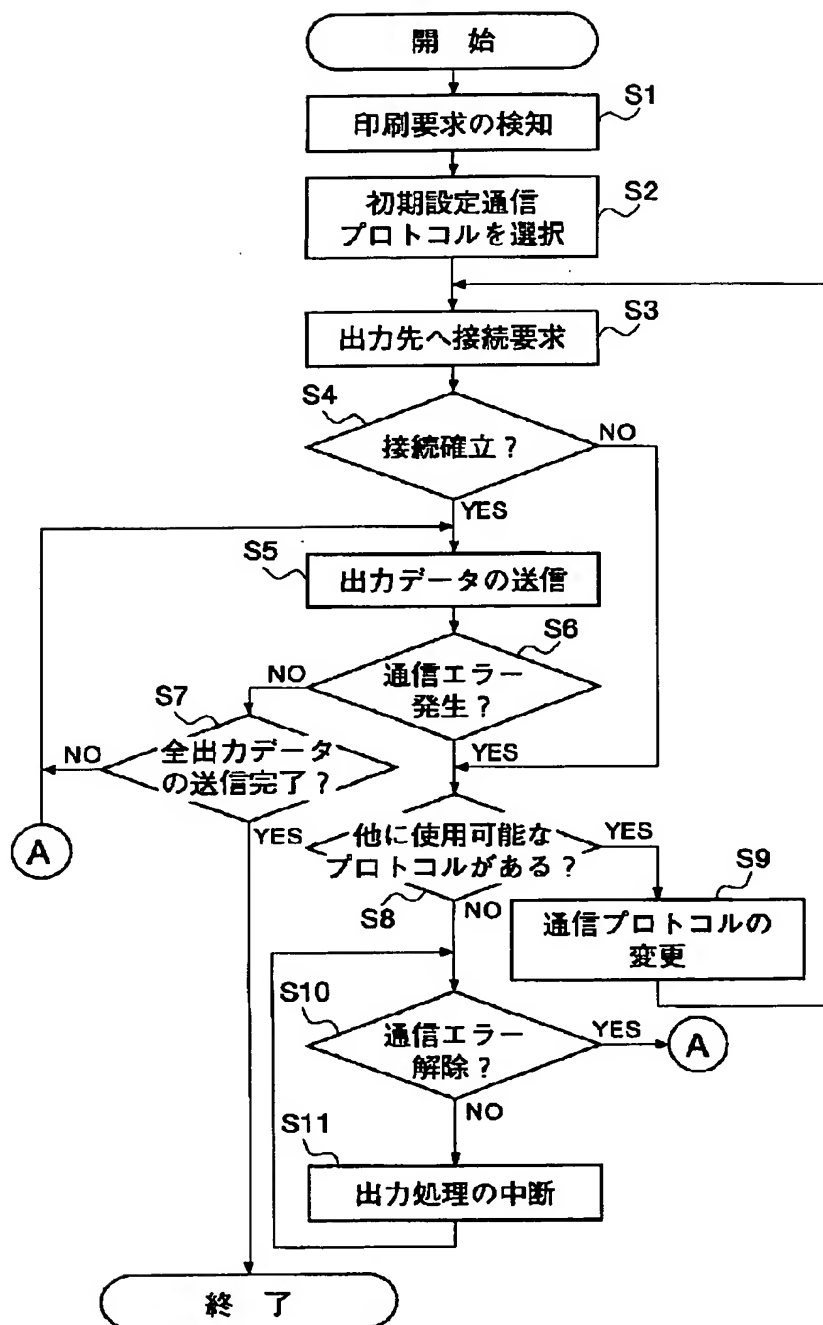 開 始
S1
印刷要求の検知
S2
初期設定通信
プロトコルを選択
S3
出力先へ接続要求
S4
接続確立?
NO
YES
S5
出力データの送信
S6
通信エラー
発生?
NO
YES
S7
全出力データ
の送信完了?
NO
YES
A
他に使用可能な
プロトコルがある?
YES
S8
NO
S9
通信プロトコルの
変更
S10
通信エラー
解除?
YES
A
NO
S11
出力処理の中断
終 了